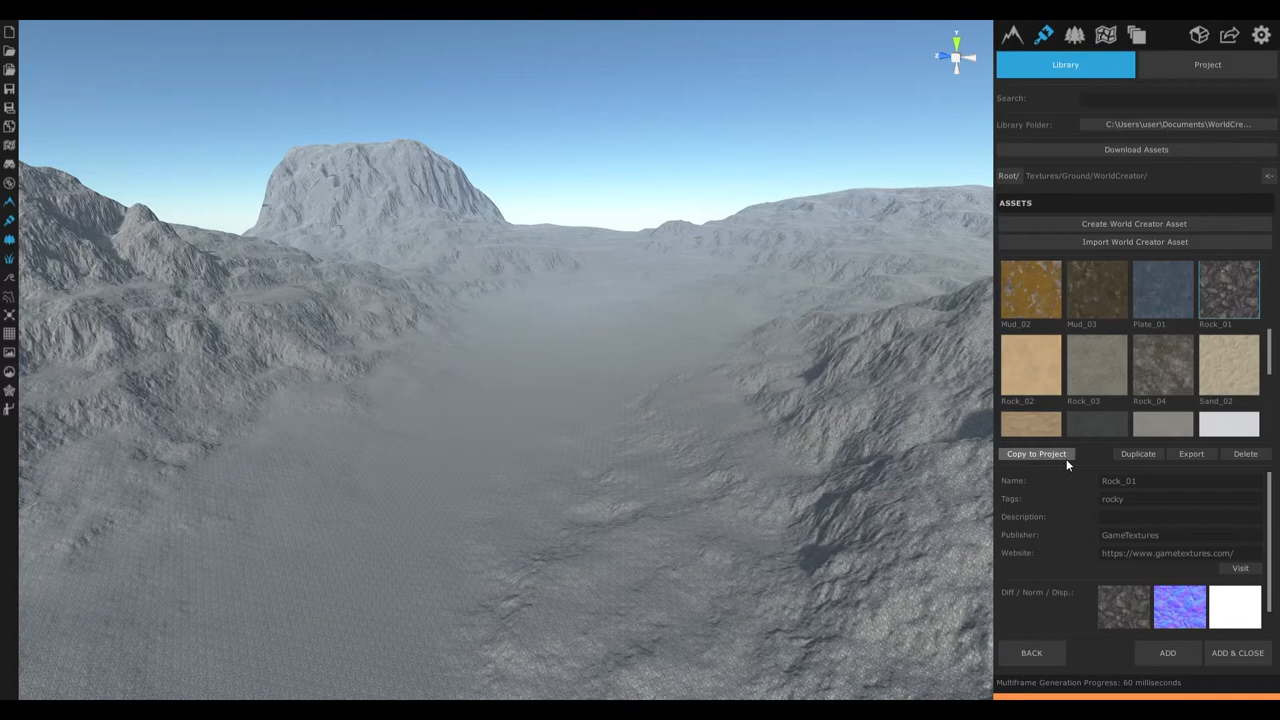 Y
Z
Library Project
Search:
Library Folder: C:\Users\user\Documents\WorldCre...
Download Assets
Root/ Textures/Ground/WorldCreator/ <-
ASSETS
Create World Creator Asset
Import World Creator Asset
Mud_02 Mud_03 Plate_01 Rock_01
Rock_02 Rock_03 Rock_04 Sand_02
Copy to Project Duplicate Export Delete
Name: Rock_01
Tags: rocky
Description:
Publisher: GameTextures
Website: https://www.gametextures.com/
Visit
Diff / Norm / Disp.:
BACK ADD ADD & CLOSE
Multiframe Generation Progress: 60 milliseconds